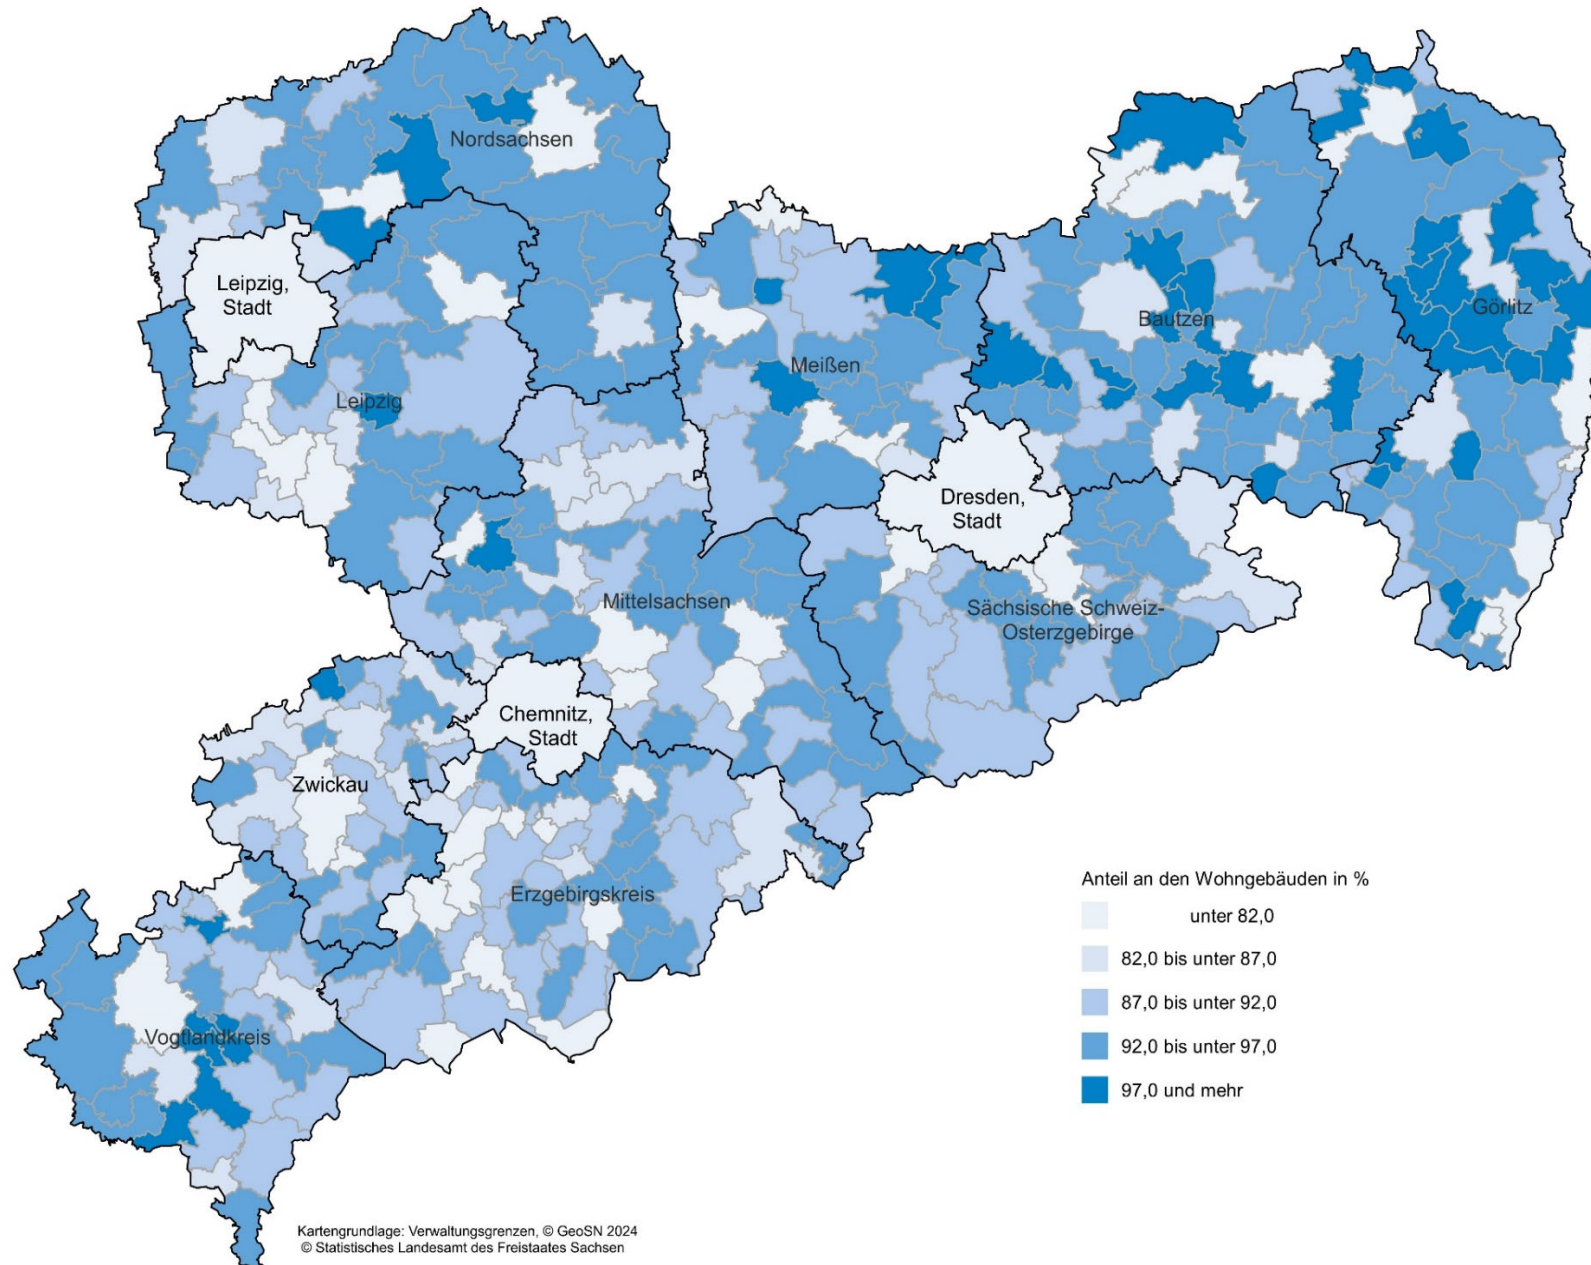 Nordsachsen
Leipzig,
Stadt
Görlitz
Bautzen
Meißen
Leipzig
Dresden,
Stadt
Mittelsachsen
Sächsische Schweiz-
Osterzgebirge
Chemnitz,
Stadt
Zwickau
Erzgebirgskreis
Vogtlandkreis
Anteil an den Wohngebäuden in %
unter 82,0
82,0 bis unter 87,0
87,0 bis unter 92,0
92,0 bis unter 97,0
97,0 und mehr
Kartengrundlage: Verwaltungsgrenzen, © GeoSN 2024
© Statistisches Landesamt des Freistaates Sachsen